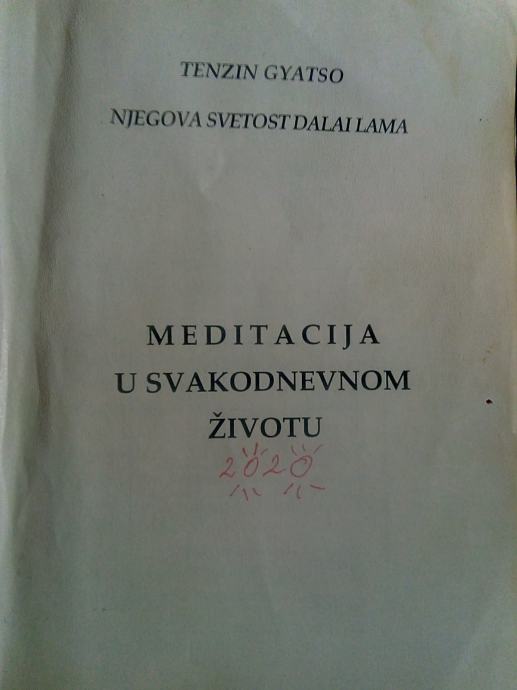 TENZIN GYATSO
NJEGOVA SVETOST DALAI LAMA
MEDITACIJA
U SVAKODNEVNOM
ŽIVOTU
2020